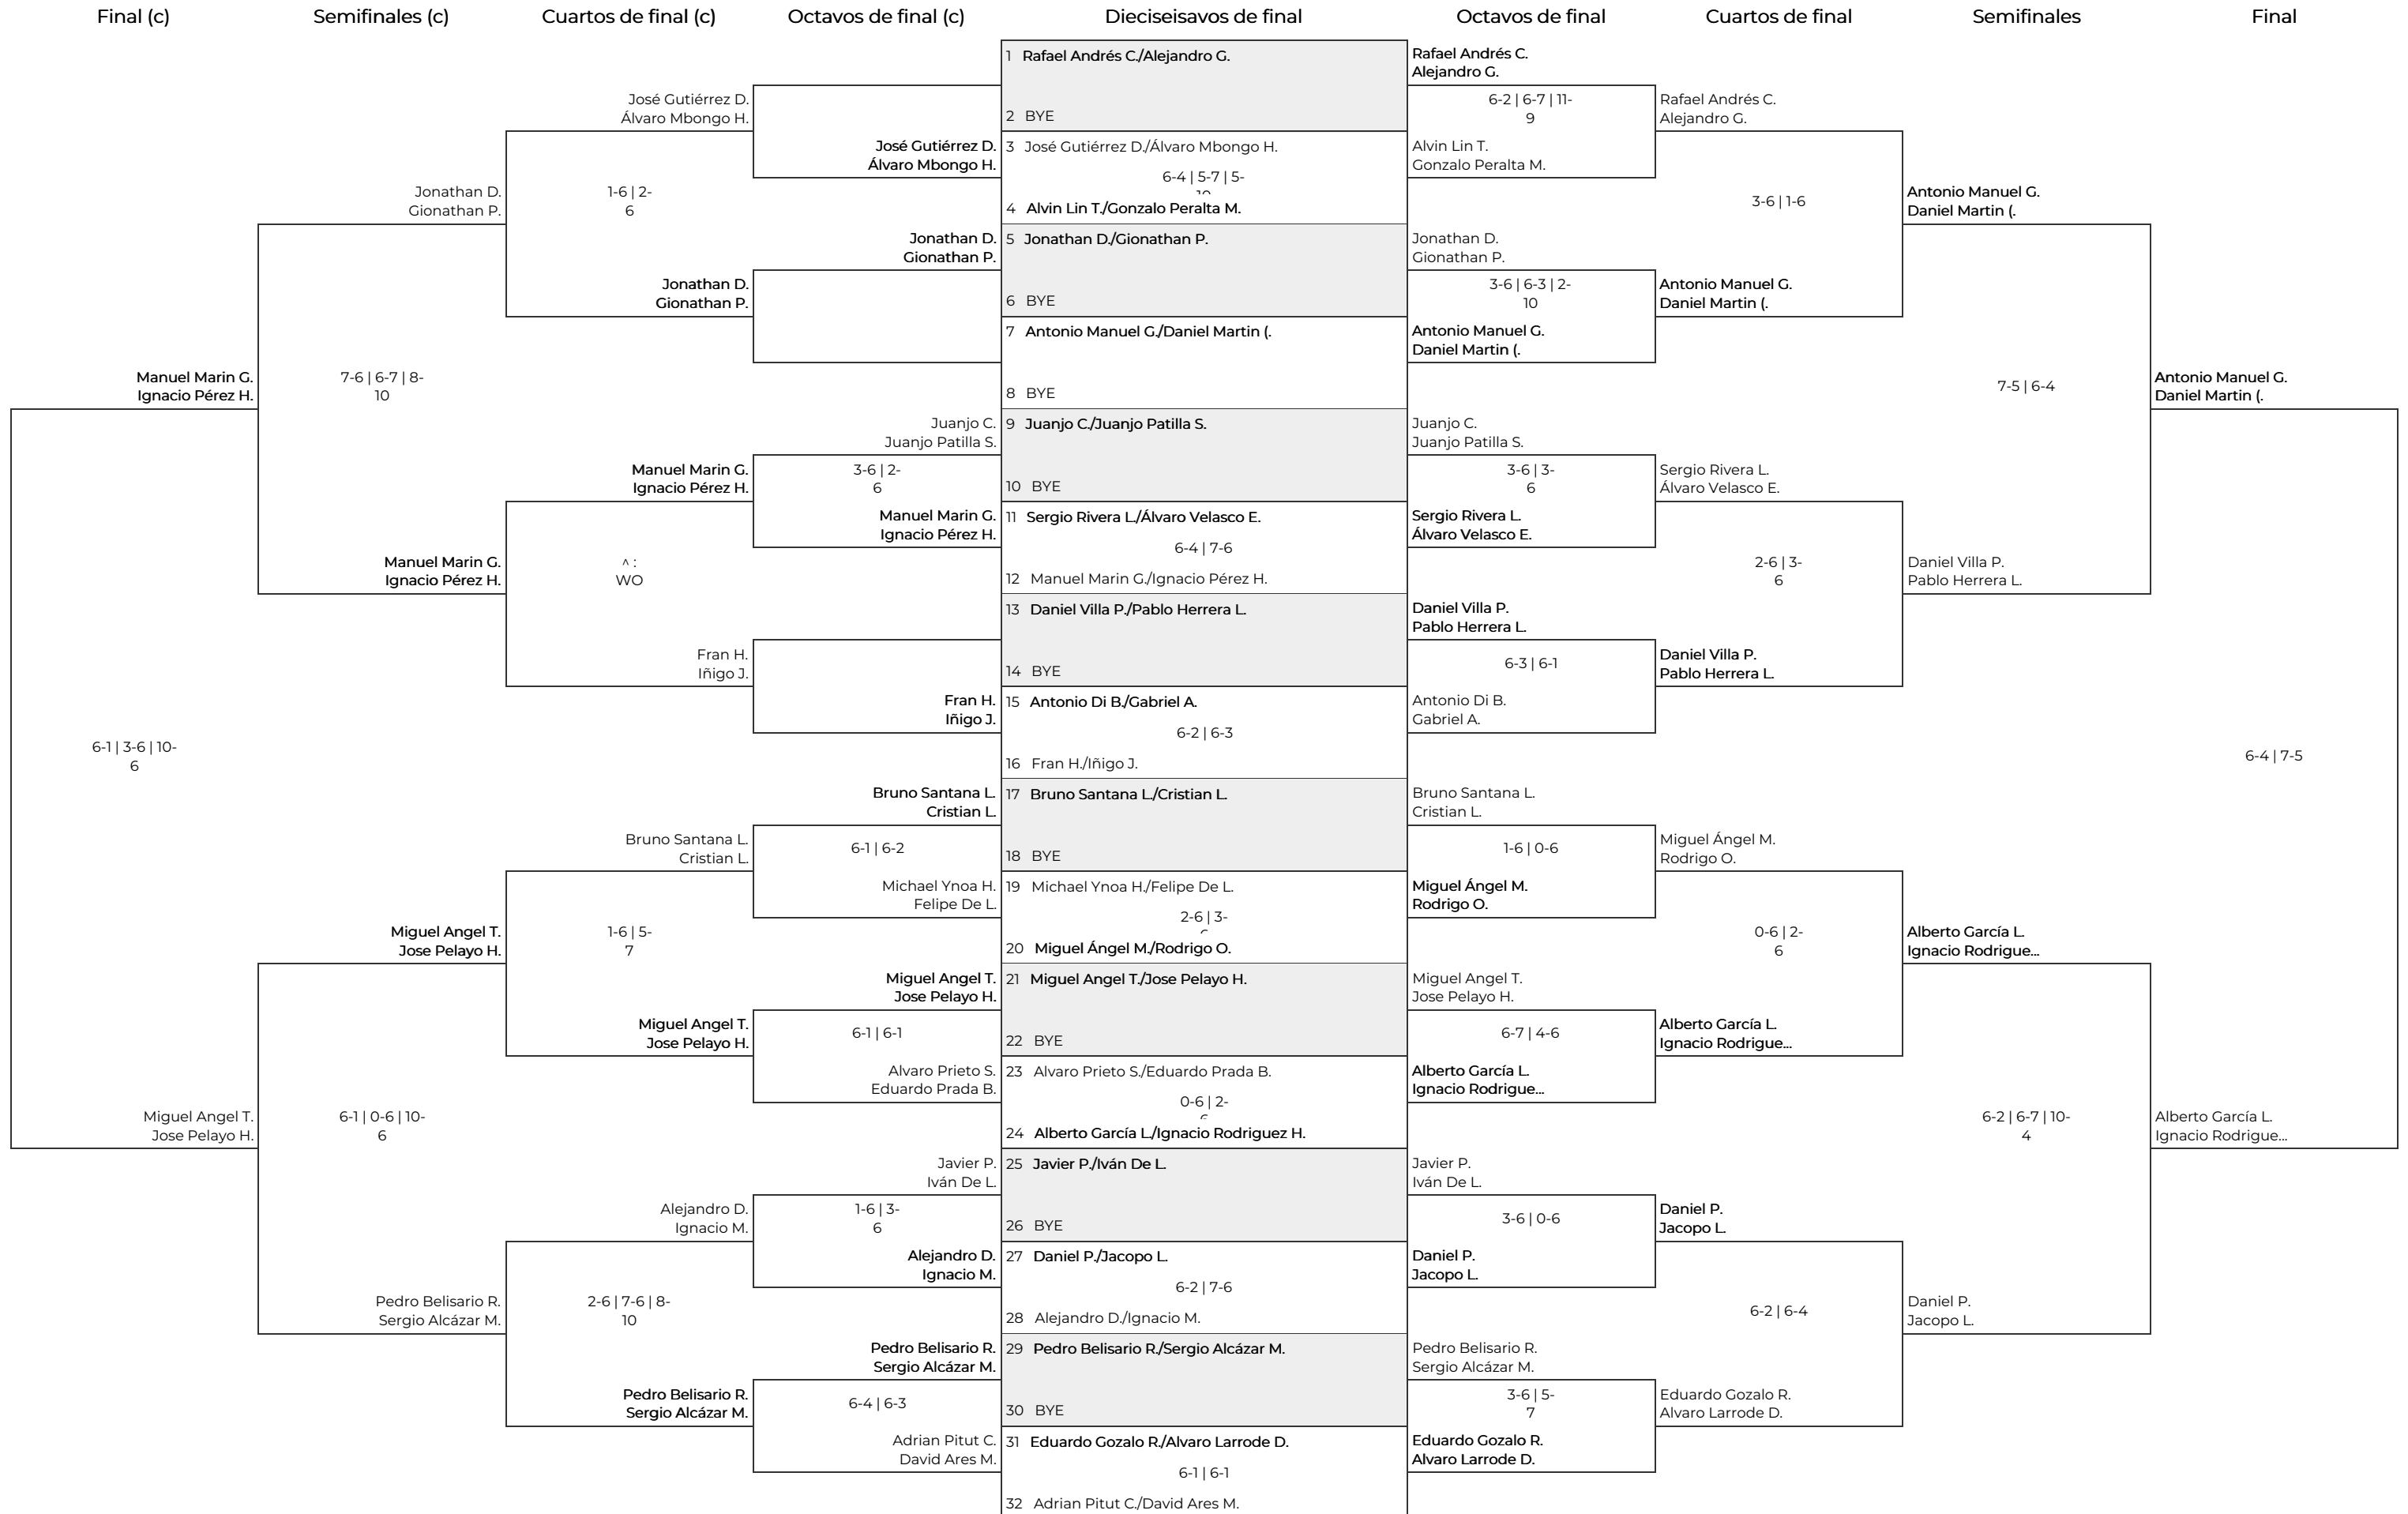 Final (c)
Semifinales (c)
Cuartos de final (c)
Octavos de final (c)
Dieciseisavos de final
Octavos de final
Cuartos de final
Semifinales
Final
Manuel Marin G.
Ignacio Pérez H.
6-1 | 3-6 | 10-
6
Miguel Angel T.
Jose Pelayo H.
Jonathan D.
Gionathan P.
7-6 | 6-7 | 8-
10
Manuel Marin G.
Ignacio Pérez H.
Miguel Angel T.
Jose Pelayo H.
6-1 | 0-6 | 10-
6
Pedro Belisario R.
Sergio Alcázar M.
José Gutiérrez D.
Álvaro Mbongo H.
1-6 | 2-
6
Jonathan D.
Gionathan P.
Manuel Marin G.
Ignacio Pérez H.
^ :
WO
Fran H.
Iñigo J.
Bruno Santana L.
Cristian L.
1-6 | 5-
7
Miguel Angel T.
Jose Pelayo H.
Alejandro D.
Ignacio M.
2-6 | 7-6 | 8-
10
Pedro Belisario R.
Sergio Alcázar M.
José Gutiérrez D.
Álvaro Mbongo H.
Jonathan D.
Gionathan P.
Juanjo C.
Juanjo Patilla S.
3-6 | 2-
6
Manuel Marin G.
Ignacio Pérez H.
Fran H.
Iñigo J.
Bruno Santana L.
Cristian L.
6-1 | 6-2
Michael Ynoa H.
Felipe De L.
Miguel Angel T.
Jose Pelayo H.
6-1 | 6-1
Alvaro Prieto S.
Eduardo Prada B.
Javier P.
Iván De L.
1-6 | 3-
6
Alejandro D.
Ignacio M.
Pedro Belisario R.
Sergio Alcázar M.
6-4 | 6-3
Adrian Pitut C.
David Ares M.
1 Rafael Andrés C./Alejandro G.
2 BYE
3 José Gutiérrez D./Álvaro Mbongo H.
6-4 | 5-7 | 5-
10
4 Alvin Lin T./Gonzalo Peralta M.
5 Jonathan D./Gionathan P.
6 BYE
7 Antonio Manuel G./Daniel Martin (.
8 BYE
9 Juanjo C./Juanjo Patilla S.
10 BYE
11 Sergio Rivera L./Álvaro Velasco E.
6-4 | 7-6
12 Manuel Marin G./Ignacio Pérez H.
13 Daniel Villa P./Pablo Herrera L.
14 BYE
15 Antonio Di B./Gabriel A.
6-2 | 6-3
16 Fran H./Iñigo J.
17 Bruno Santana L./Cristian L.
18 BYE
19 Michael Ynoa H./Felipe De L.
2-6 | 3-
20 Miguel Ángel M./Rodrigo O.
21 Miguel Angel T./Jose Pelayo H.
22 BYE
23 Alvaro Prieto S./Eduardo Prada B.
0-6 | 2-
24 Alberto García L./Ignacio Rodriguez H.
25 Javier P./Iván De L.
26 BYE
27 Daniel P./Jacopo L.
6-2 | 7-6
28 Alejandro D./Ignacio M.
29 Pedro Belisario R./Sergio Alcázar M.
30 BYE
31 Eduardo Gozalo R./Alvaro Larrode D.
6-1 | 6-1
32 Adrian Pitut C./David Ares M.
Rafael Andrés C.
Alejandro G.
6-2 | 6-7 | 11-
9
Alvin Lin T.
Gonzalo Peralta M.
Jonathan D.
Gionathan P.
3-6 | 6-3 | 2-
10
Antonio Manuel G.
Daniel Martin (.
Juanjo C.
Juanjo Patilla S.
3-6 | 3-
6
Sergio Rivera L.
Álvaro Velasco E.
Daniel Villa P.
Pablo Herrera L.
6-3 | 6-1
Antonio Di B.
Gabriel A.
Bruno Santana L.
Cristian L.
1-6 | 0-6
Miguel Ángel M.
Rodrigo O.
Miguel Angel T.
Jose Pelayo H.
6-7 | 4-6
Alberto García L.
Ignacio Rodrigue...
Javier P.
Iván De L.
3-6 | 0-6
Daniel P.
Jacopo L.
Pedro Belisario R.
Sergio Alcázar M.
3-6 | 5-
7
Eduardo Gozalo R.
Alvaro Larrode D.
Rafael Andrés C.
Alejandro G.
3-6 | 1-6
Antonio Manuel G.
Daniel Martin (.
Sergio Rivera L.
Álvaro Velasco E.
2-6 | 3-
6
Daniel Villa P.
Pablo Herrera L.
Miguel Ángel M.
Rodrigo O.
0-6 | 2-
6
Alberto García L.
Ignacio Rodrigue...
Daniel P.
Jacopo L.
6-2 | 6-4
Eduardo Gozalo R.
Alvaro Larrode D.
Antonio Manuel G.
Daniel Martin (.
7-5 | 6-4
Daniel Villa P.
Pablo Herrera L.
Alberto García L.
Ignacio Rodrigue...
6-2 | 6-7 | 10-
4
Daniel P.
Jacopo L.
Antonio Manuel G.
Daniel Martin (.
6-4 | 7-5
Alberto García L.
Ignacio Rodrigue...